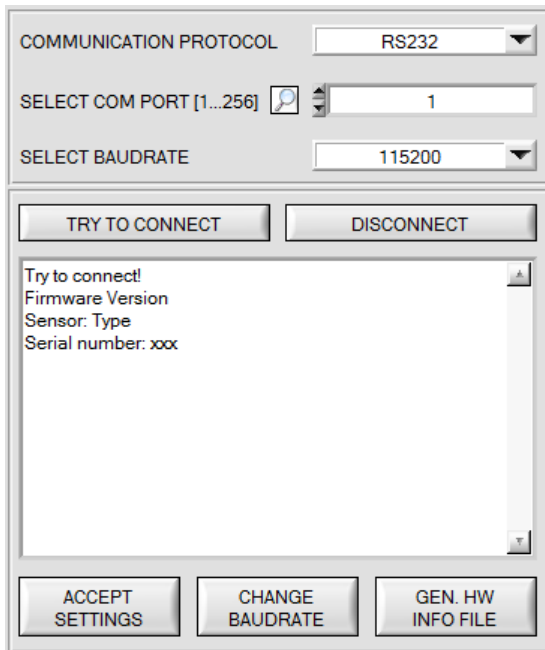 COMMUNICATION PROTOCOL RS232
SELECT COM PORT [1...256] 1
SELECT BAUDRATE 115200
TRY TO CONNECT DISCONNECT
Try to connect!
Firmware Version
Sensor: Type
Serial number: xxx
ACCEPT CHANGE GEN. HW
SETTINGS BAUDRATE INFO FILE